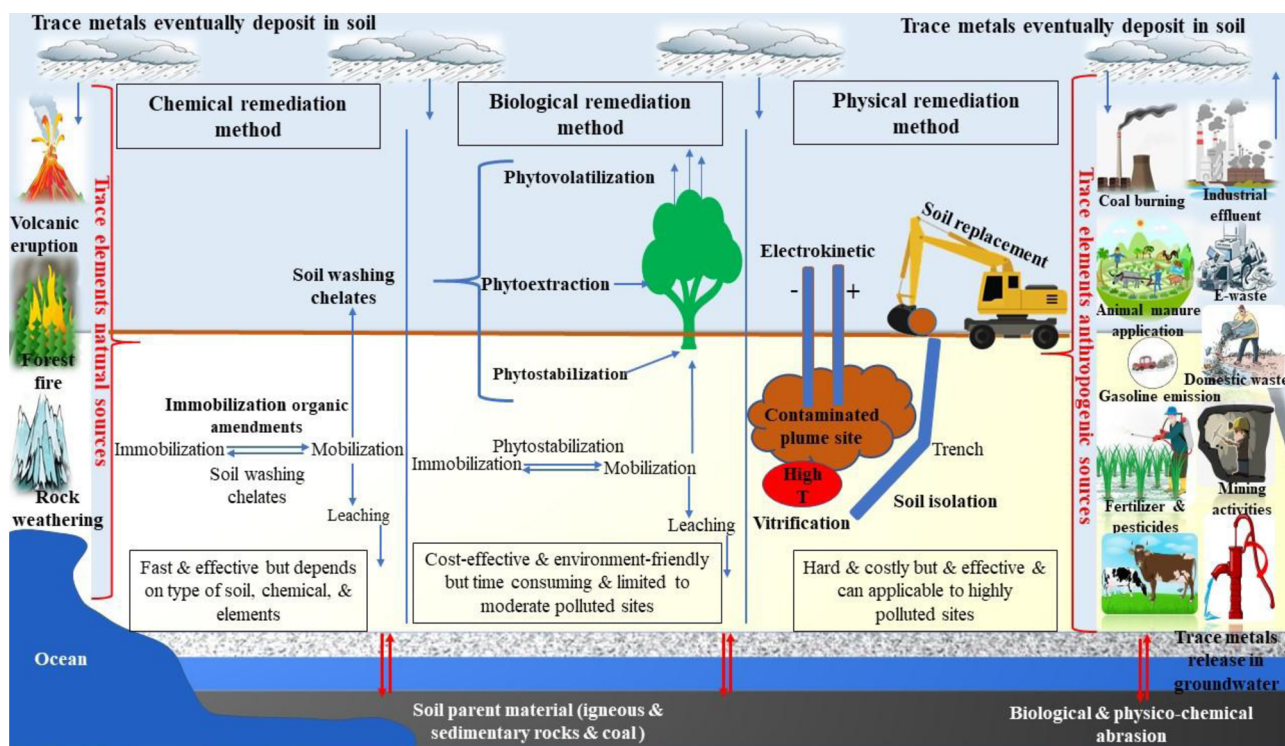 Trace metals eventually deposit in soil
Trace metals eventually deposit in soil
Chemical remediation
method
Biological remediation
method
Physical remediation
method
Volcanic
eruption
Forest
fire
Rock
weathering
Trace elements natural sources
Soil washing
chelates
Immobilization organic
amendments
Immobilization
Mobilization
Soil washing
chelates
Leaching
Fast & effective but depends
on type of soil, chemical, &
elements
Phytovolatilization
Phytoextraction
Phytostabilization
Phytostabilization
Immobilization
Mobilization
Leaching
Cost-effective & environment-friendly
but time consuming & limited to
moderate polluted sites
Electrokinetic
-
+
Soil replacement
Contaminated
plume site
High
T
Vitrification
Trench
Soil isolation
Hard & costly but & effective &
can applicable to highly
polluted sites
Trace elements anthropogenic sources
Coal burning
Industrial
effluent
Animal manure
application
E-waste
Gasoline emission
Domestic waste
Fertilizer &
pesticides
Mining
activities
Trace metals
release in
groundwater
Ocean
Soil parent material (igneous &
sedimentary rocks & coal )
Biological & physico-chemical
abrasion